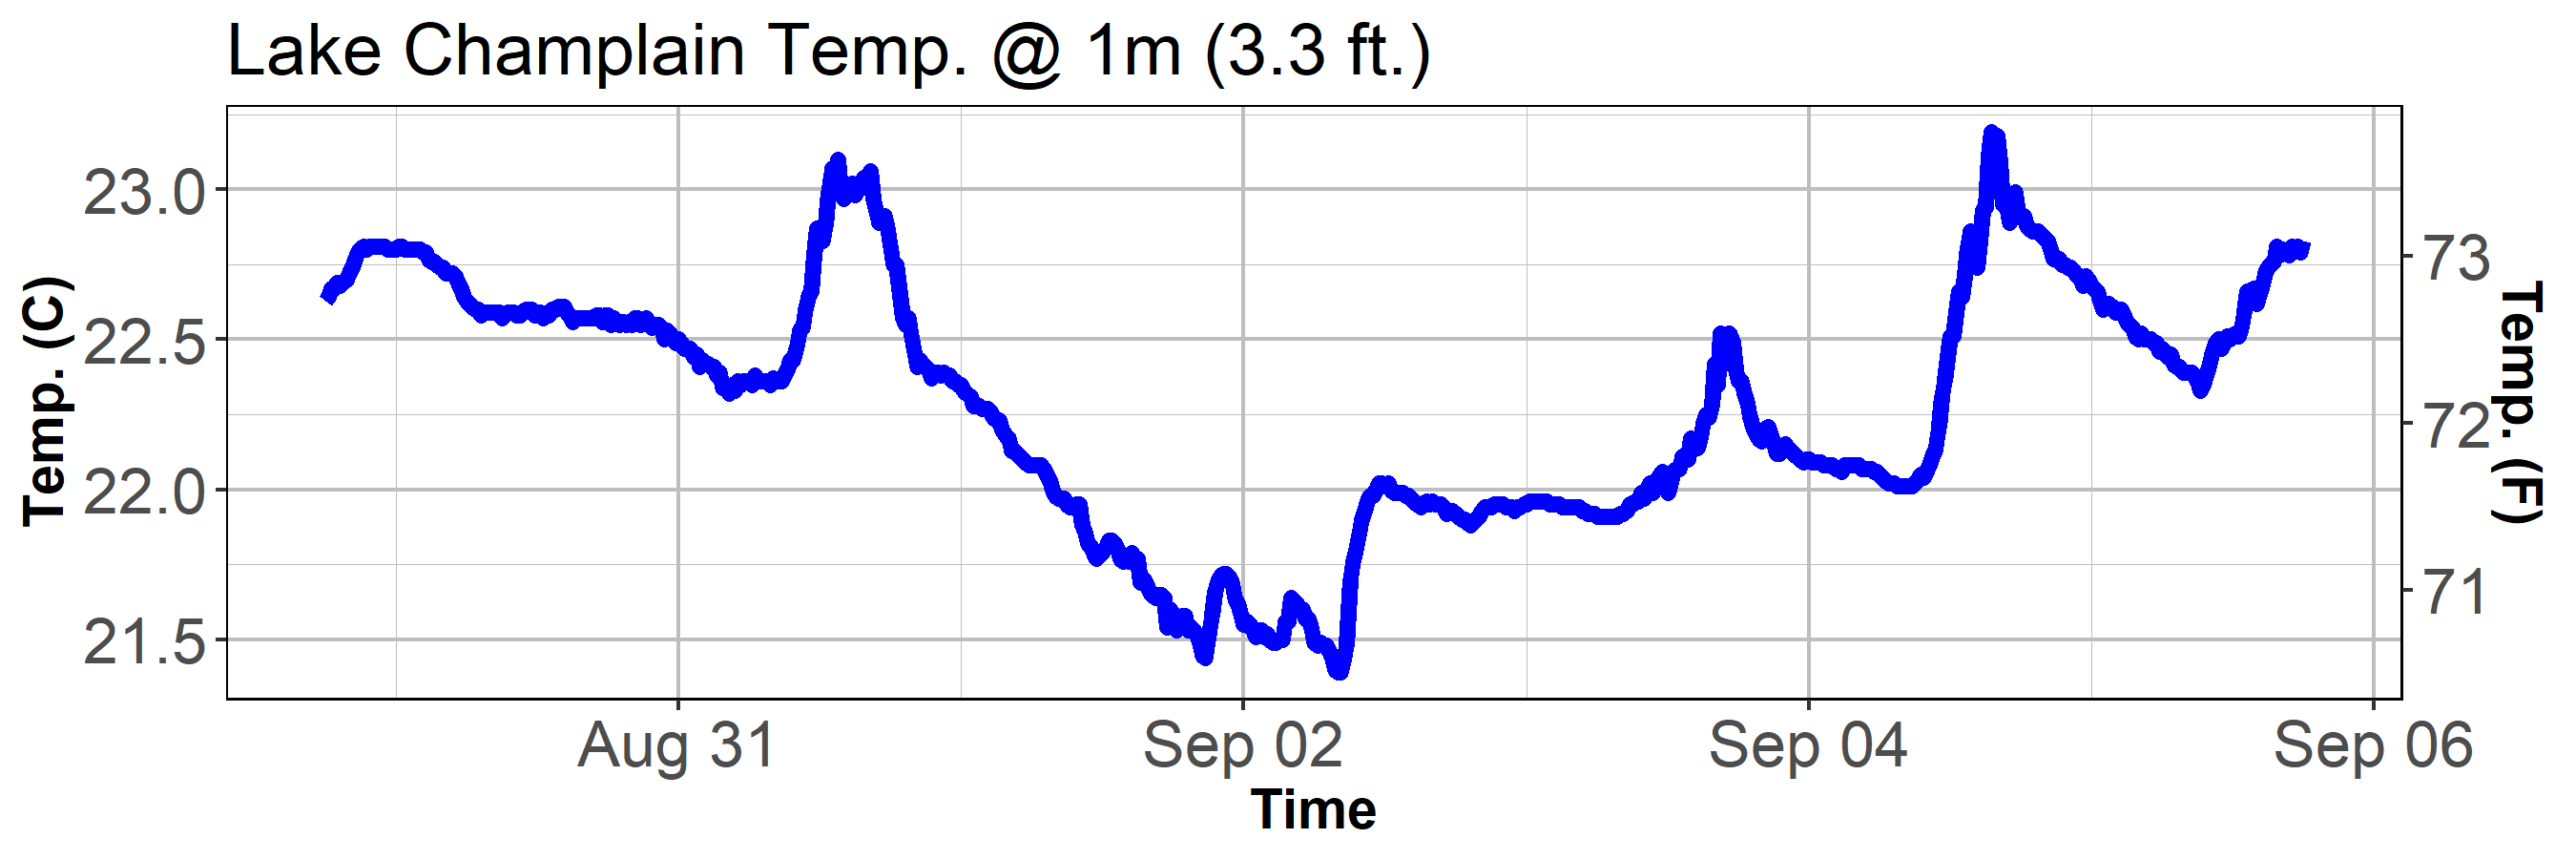 Lake Champlain Temp. @ 1m (3.3 ft.)
Temp. (C)
23.0
22.5
22.0
21.5
73
72
71
Temp. (F)
Aug 31
Sep 02
Sep 04
Sep 06
Time